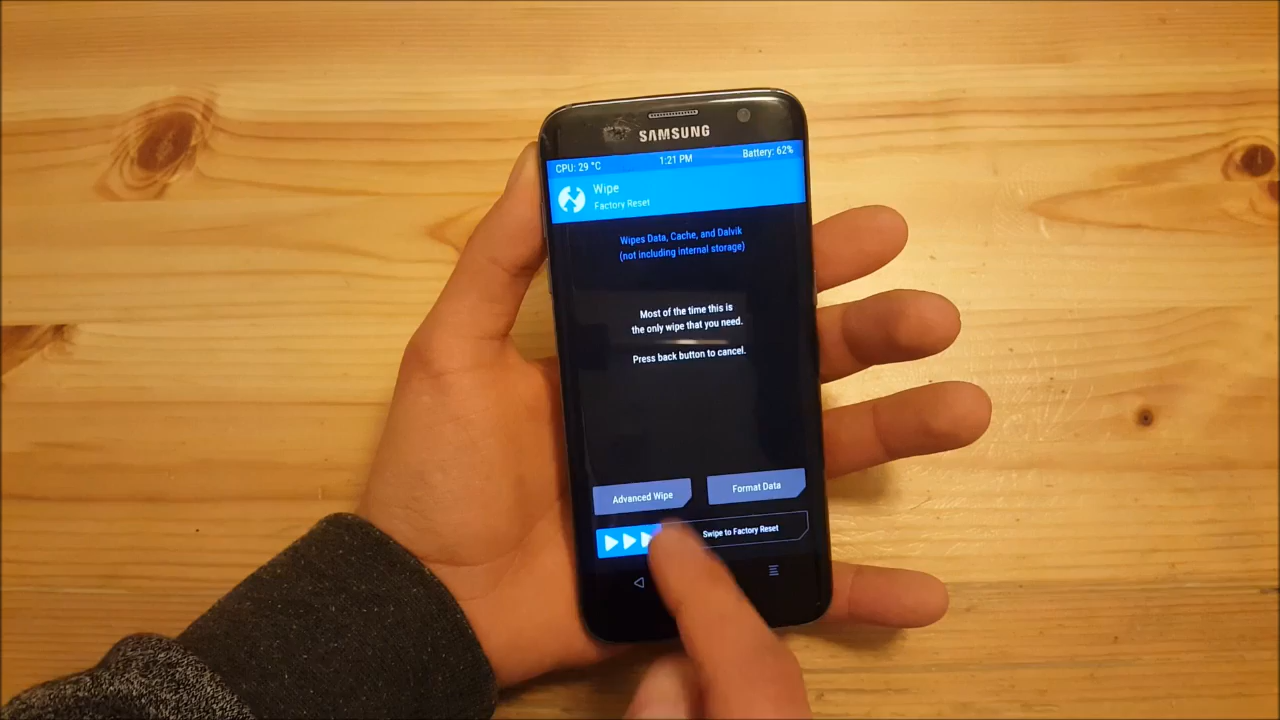 SAMSUNG
CPU: 29 °C 1:21 PM Battery: 62%
Wipe
Factory Reset
Wipes Data, Cache, and Dalvik
(not including internal storage)
Most of the time this is
the only wipe that you need.
Press back button to cancel.
Advanced Wipe Format Data
Swipe to Factory Reset